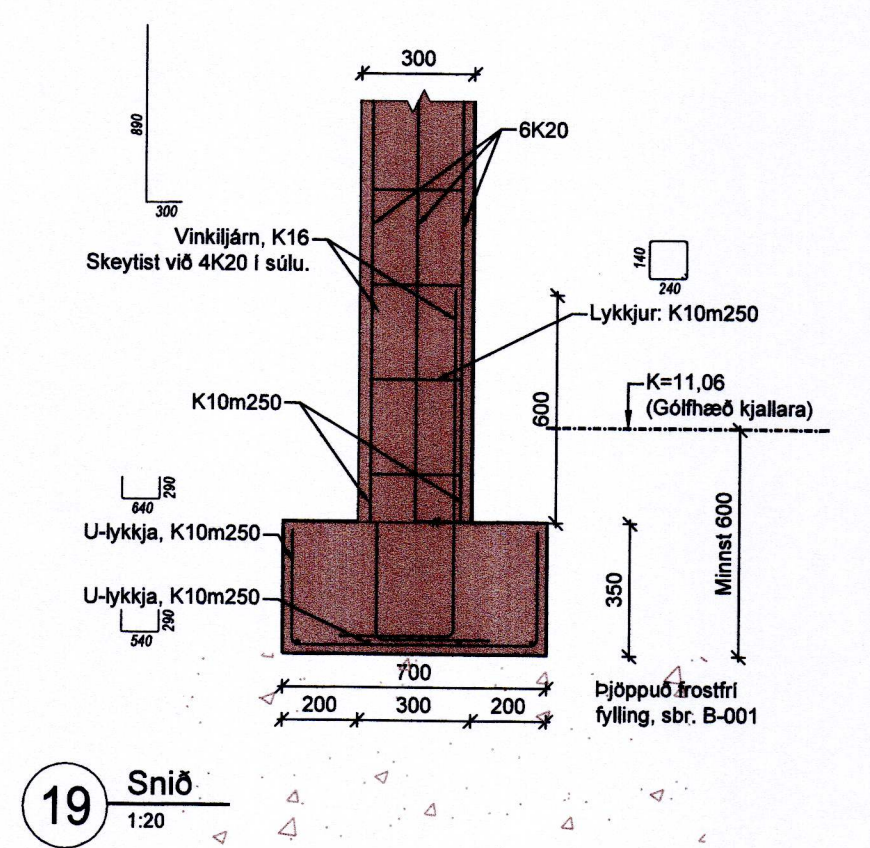 300
890
300
6K20
Vinkiljárn, K16
Skeytist við 4K20 í súlu.
140
240
Lykkjur: K10m250
K=11,06
(Gólfhæð kjallara)
K10m250
600
290
640
U-lykkja, K10m250
U-lykkja, K10m250
290
540
350
Minnst 600
700
200 300 200
Þjöppuð frostfrí
fylling, sbr. B-001
19
Snið
1:20